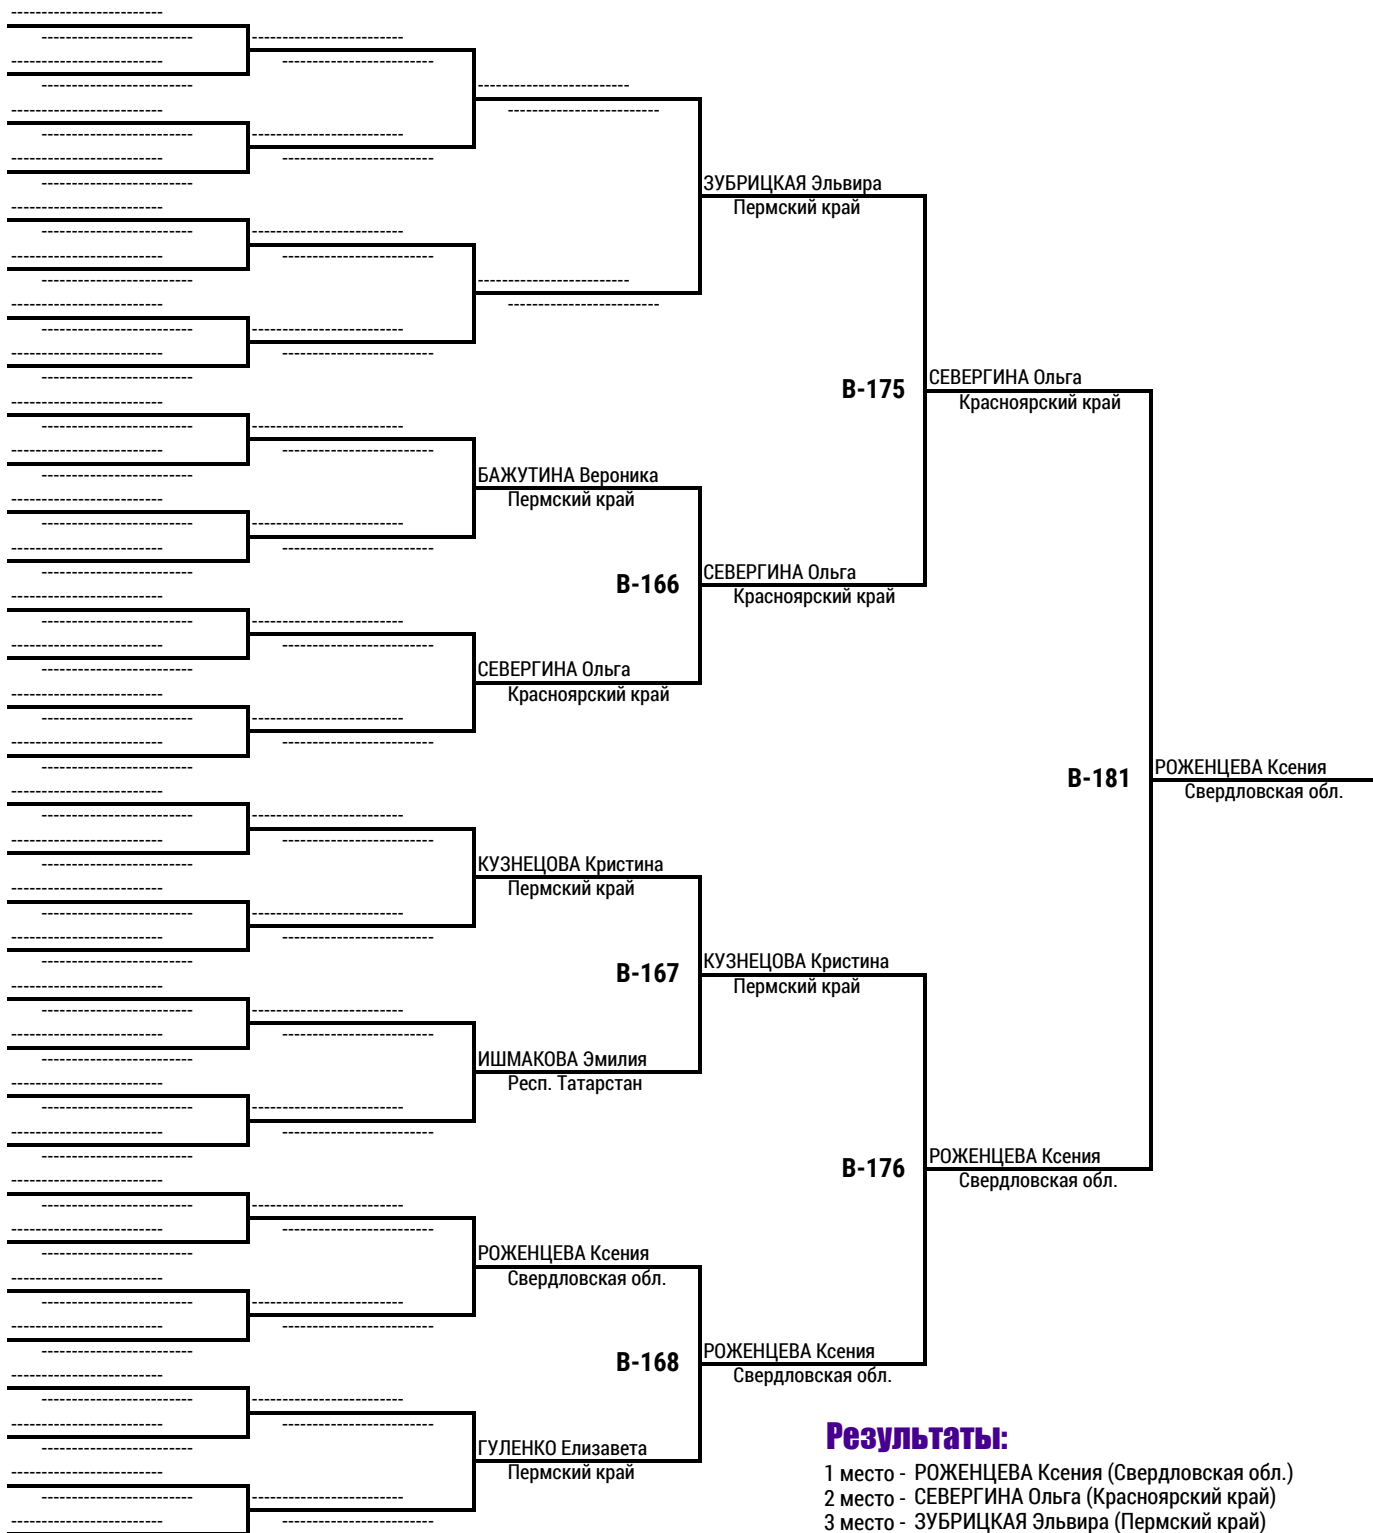 ЗУБРИЦКАЯ Эльвира
Пермский край
B-175
СЕВЕРГИНА Ольга
Красноярский край
БАЖУТИНА Вероника
Пермский край
B-166
СЕВЕРГИНА Ольга
Красноярский край
СЕВЕРГИНА Ольга
Красноярский край
B-181
РОЖЕНЦЕВА Ксения
Свердловская обл.
КУЗНЕЦОВА Кристина
Пермский край
B-167
КУЗНЕЦОВА Кристина
Пермский край
ИШМАКОВА Эмилия
Респ. Татарстан
B-176
РОЖЕНЦЕВА Ксения
Свердловская обл.
РОЖЕНЦЕВА Ксения
Свердловская обл.
B-168
РОЖЕНЦЕВА Ксения
Свердловская обл.
ГУЛЕНКО Елизавета
Пермский край
Результаты:
1 место - РОЖЕНЦЕВА Ксения (Свердловская обл.)
2 место - СЕВЕРГИНА Ольга (Красноярский край)
3 место - ЗУБРИЦКАЯ Эльвира (Пермский край)